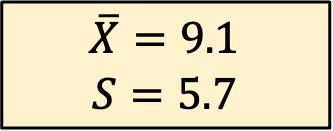 X̄ = 9.1
S = 5.7